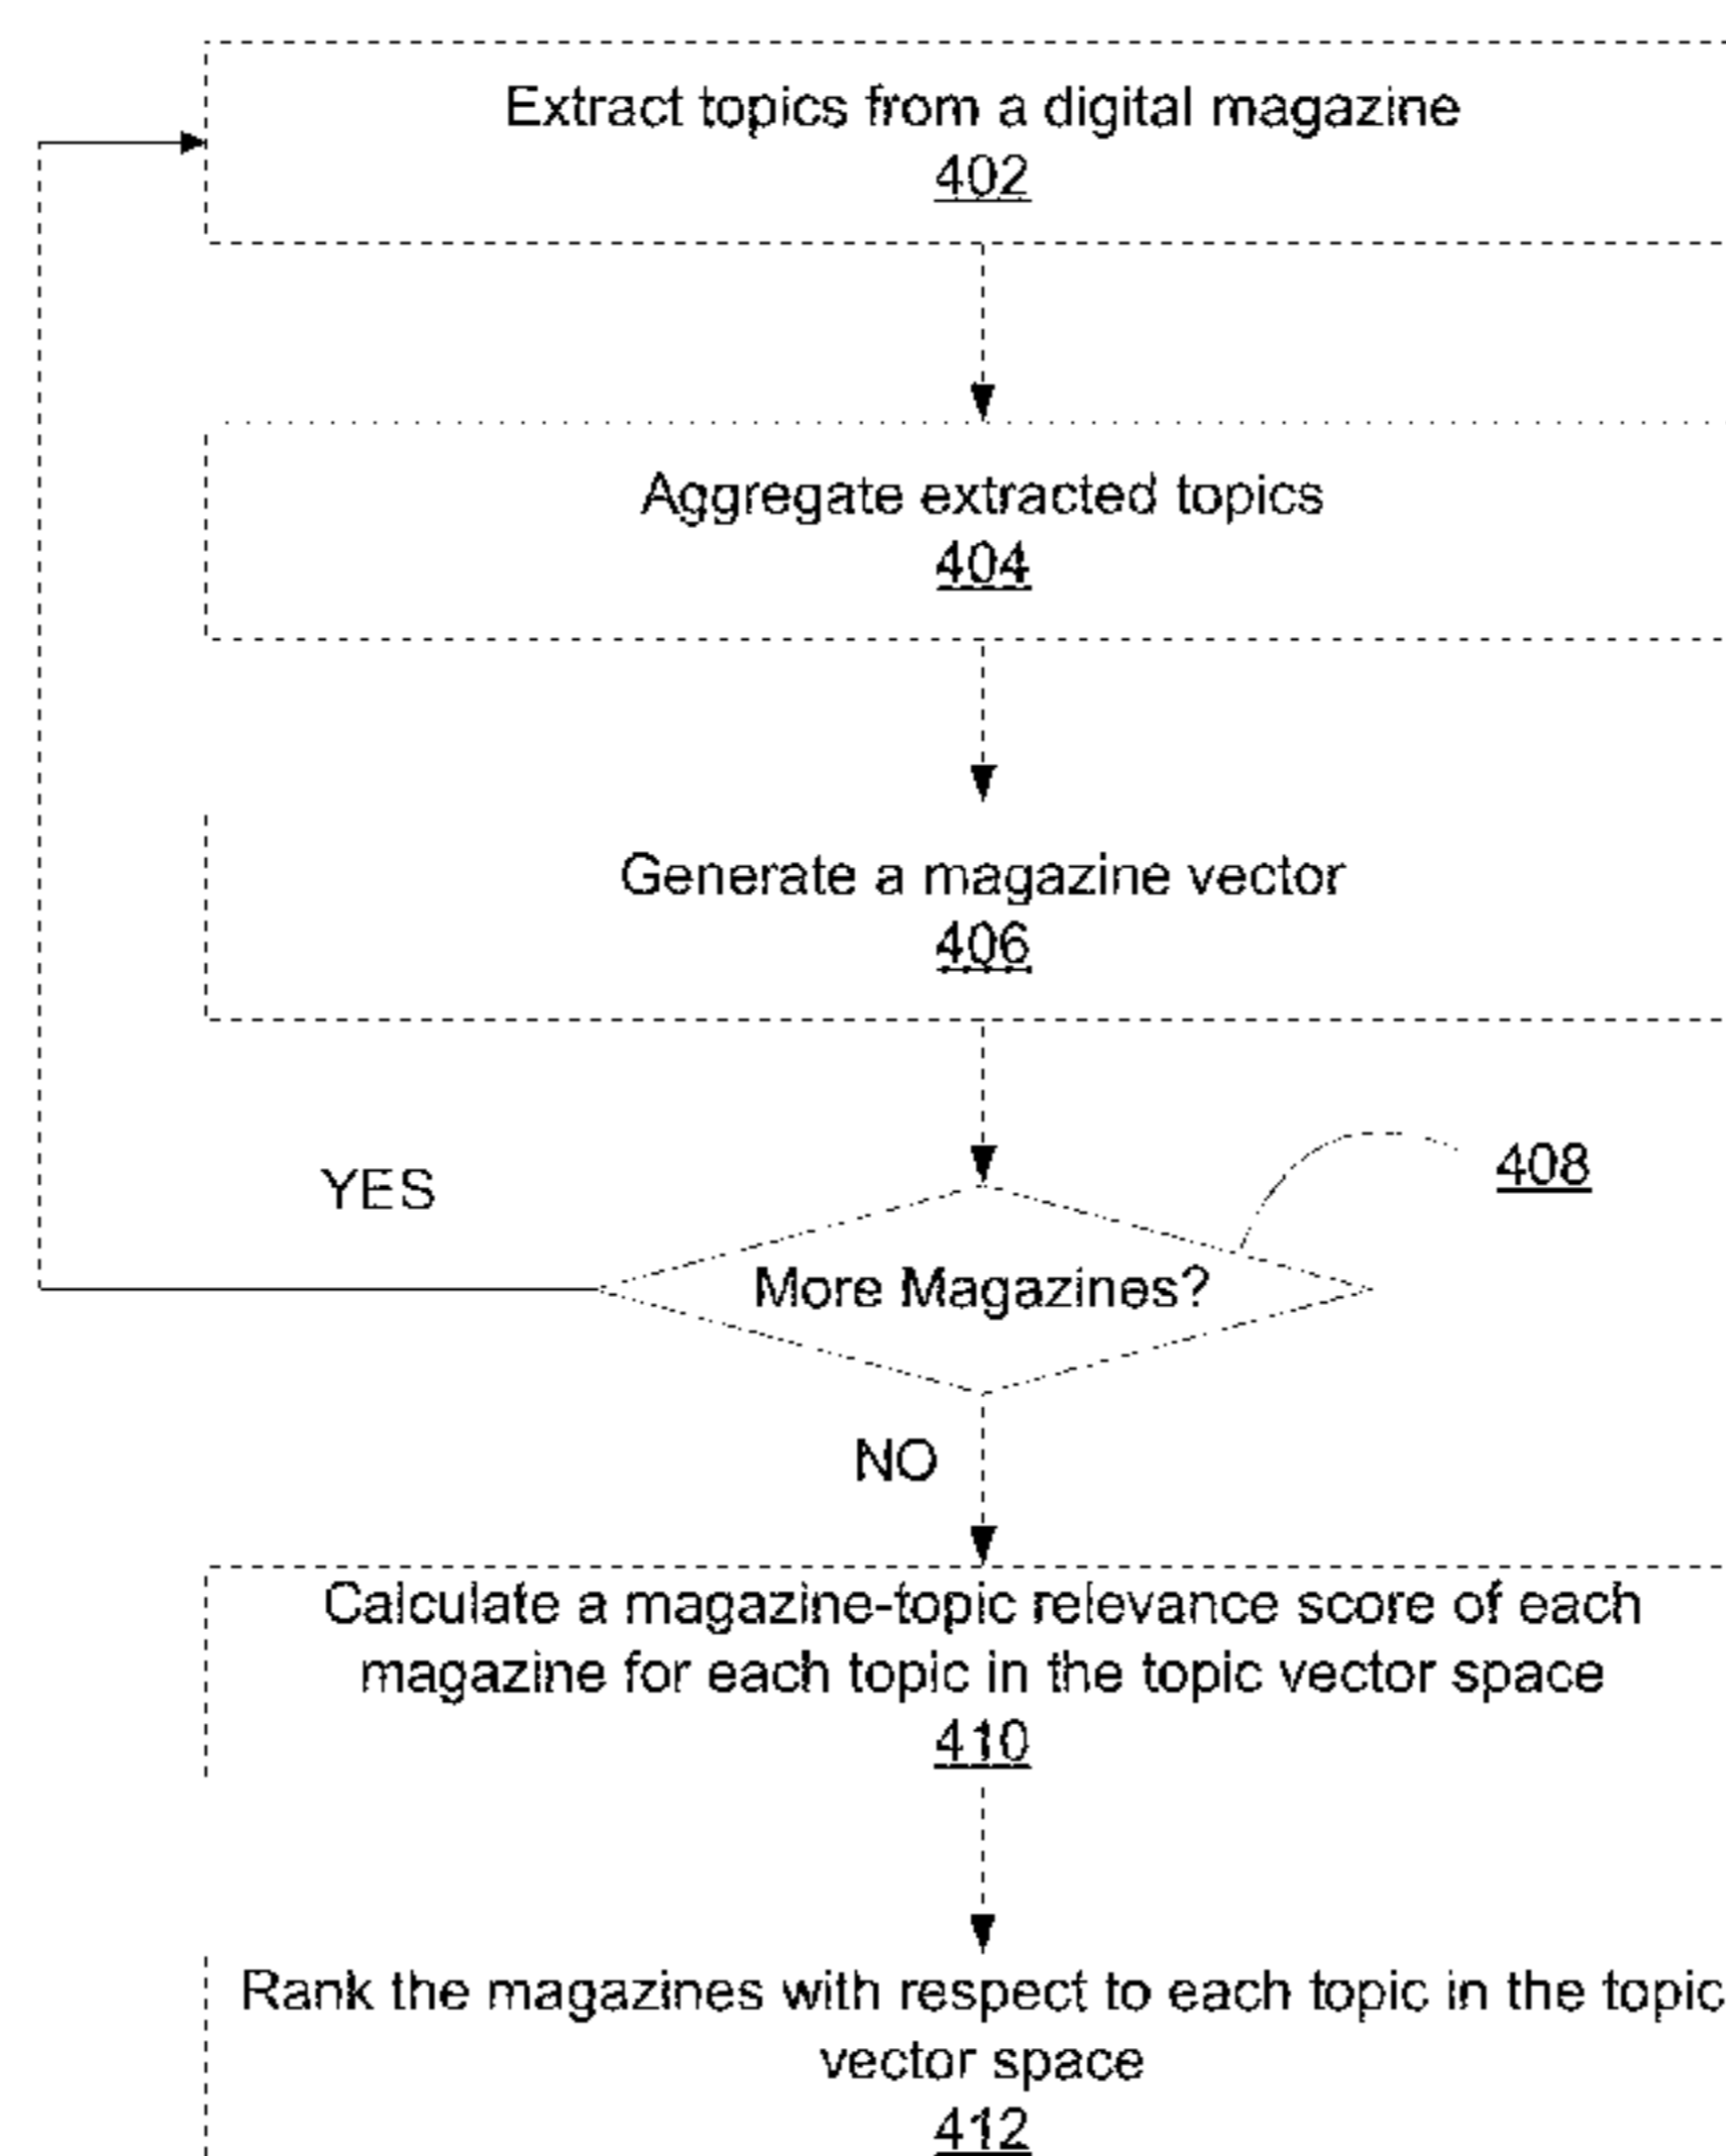 Extract topics from a digital magazine
402
Aggregate extracted topics
404
Generate a magazine vector
406
408
YES
More Magazines?
NO
Calculate a magazine-topic relevance score of each
magazine for each topic in the topic vector space
410
Rank the magazines with respect to each topic in the topic
vector space
412